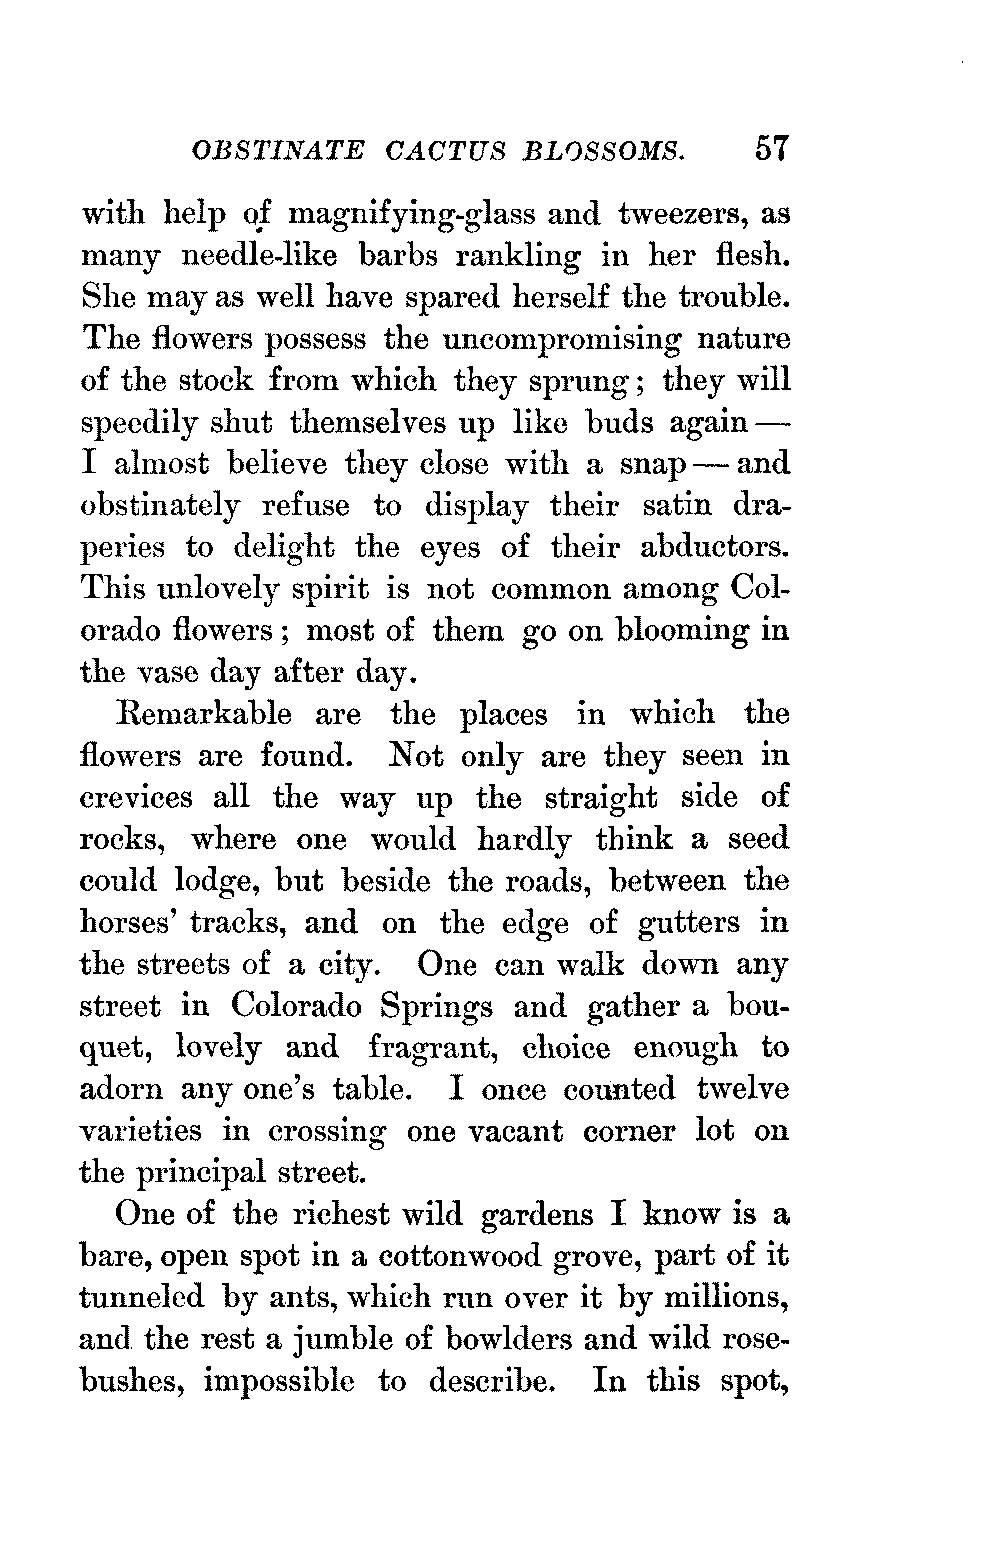 OBSTINATE CACTUS BLOSSOMS. 57
with help of magnifying-glass and tweezers, as
many needle-like barbs rankling in her flesh.
She may as well have spared herself the trouble.
The flowers possess the uncompromising nature
of the stock from which they sprung; they will
speedily shut themselves up like buds again —
I almost believe they close with a snap — and
obstinately refuse to display their satin dra-
peries to delight the eyes of their abductors.
This unlovely spirit is not common among Col-
orado flowers; most of them go on blooming in
the vase day after day.
Remarkable are the places in which the
flowers are found. Not only are they seen in
crevices all the way up the straight side of
rocks, where one would hardly think a seed
could lodge, but beside the roads, between the
horses' tracks, and on the edge of gutters in
the streets of a city. One can walk down any
street in Colorado Springs and gather a bou-
quet, lovely and fragrant, choice enough to
adorn any one's table. I once counted twelve
varieties in crossing one vacant corner lot on
the principal street.
One of the richest wild gardens I know is a
bare, open spot in a cottonwood grove, part of it
tunneled by ants, which run over it by millions,
and the rest a jumble of bowlders and wild rose-
bushes, impossible to describe. In this spot,